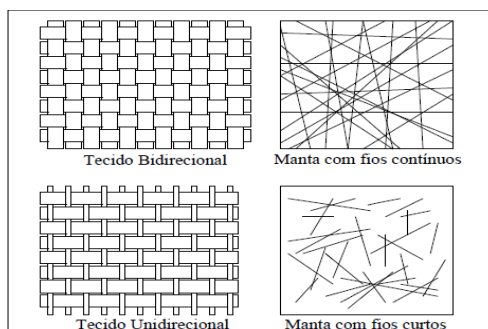 Tecido Bidirecional
Manta com fios contínuos
Tecido Unidirecional
Manta com fios curtos